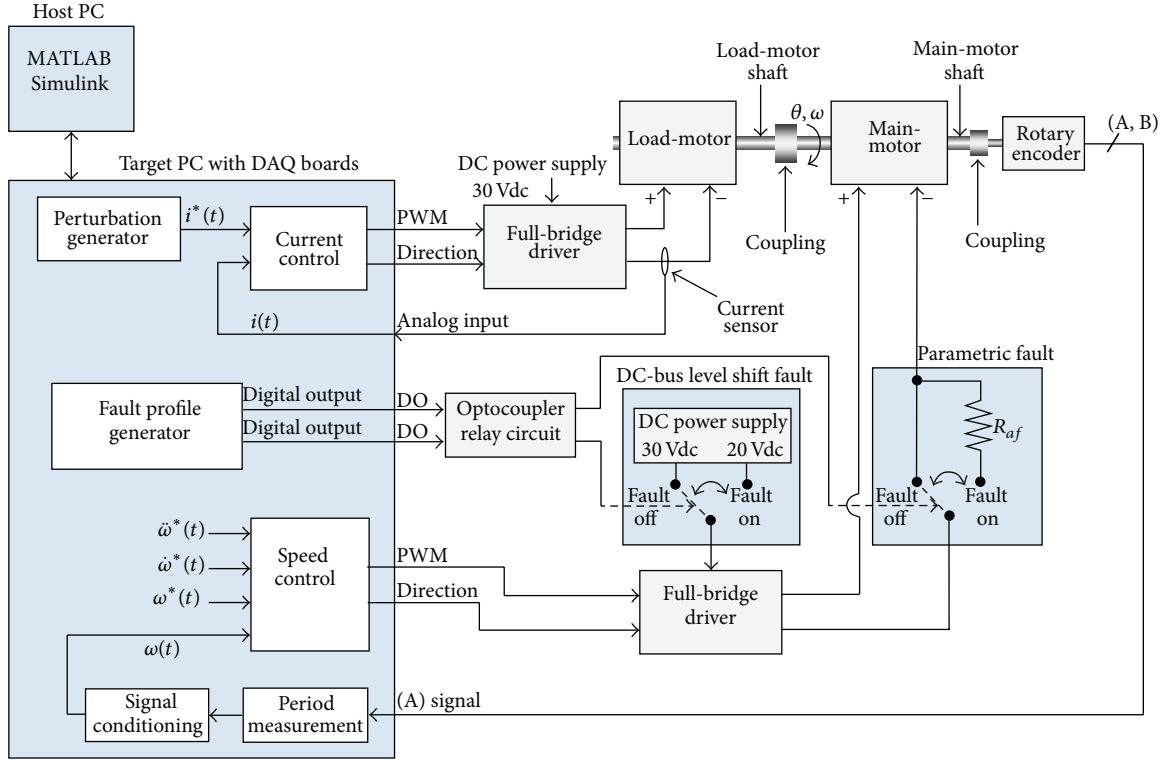 Host PC
MATLAB
Simulink
Target PC with DAQ boards
Perturbation
generator
i*(t)
Current
control
i(t)
PWM
Direction
Analog input
DC power supply
30 Vdc
Full-bridge
driver
Current
sensor
Load-motor
+
−
Load-motor
shaft
θ, ω
Coupling
Main-
motor
+
−
Main-motor
shaft
Coupling
Rotary
encoder
(A, B)
Fault profile
generator
Digital output
Digital output
DO
DO
Optocoupler
relay circuit
DC-bus level shift fault
DC power supply
30 Vdc
20 Vdc
Fault
off
Fault
on
Parametric fault
R_af
Fault
off
Fault
on
ω̈*(t)
ω̇*(t)
ω*(t)
ω(t)
Speed
control
PWM
Direction
Full-bridge
driver
Signal
conditioning
Period
measurement
(A) signal